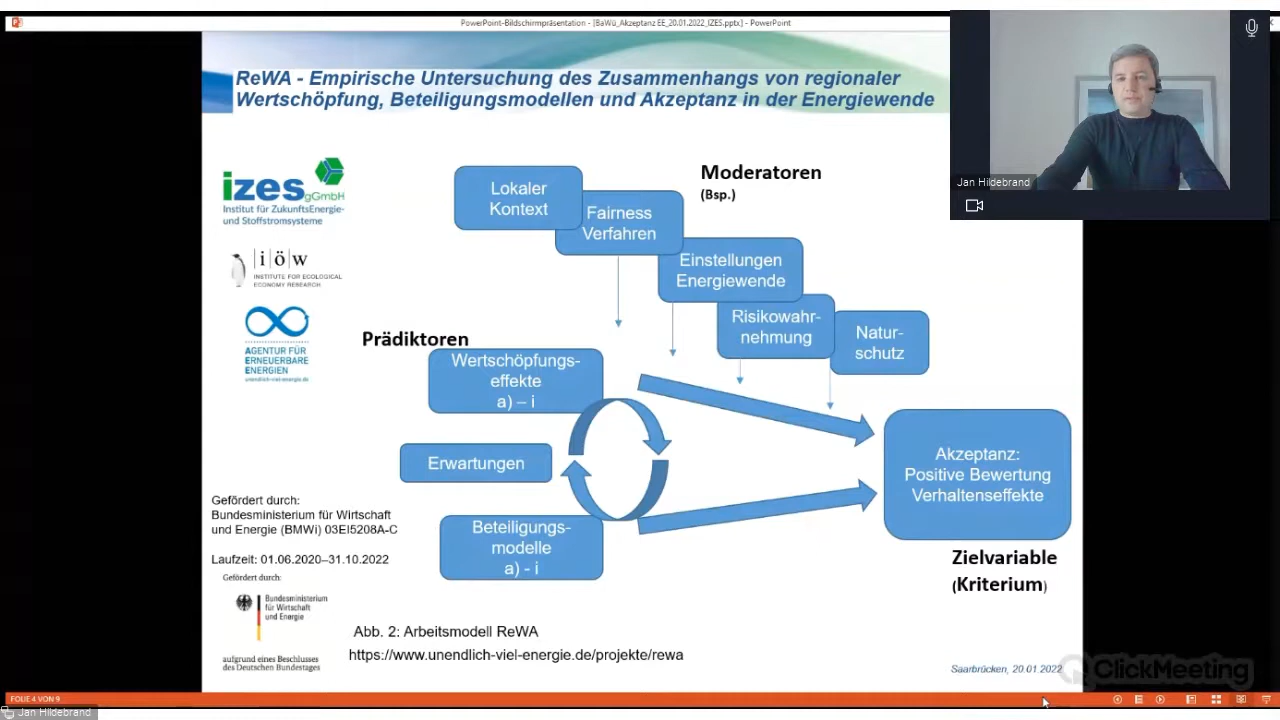 PowerPoint-Bildschirmpräsentation - [BaWü_Akzeptanz EE_20.01.2022_IZES.pptx] - PowerPoint
ReWA - Empirische Untersuchung des Zusammenhangs von regionaler
Wertschöpfung, Beteiligungsmodellen und Akzeptanz in der Energiewende
Jan Hildebrand
izes
gGmbH
Institut für ZukunftsEnergie-
und Stoffstromsysteme
|i|ö|w
INSTITUTE FOR ECOLOGICAL
ECONOMY RESEARCH
AGENTUR FÜR
ERNEUERBARE
ENERGIEN
unendlich-viel-energie.de
Moderatoren
(Bsp.)
Lokaler
Kontext
Fairness
Verfahren
Einstellungen
Energiewende
Risikowahr-
nehmung
Natur-
schutz
Prädiktoren
Wertschöpfungs-
effekte
a) – i
Erwartungen
Beteiligungs-
modelle
a) - i
Akzeptanz:
Positive Bewertung
Verhaltenseffekte
Zielvariable
(Kriterium)
Gefördert durch:
Bundesministerium für Wirtschaft
und Energie (BMWi) 03EI5208A-C
Laufzeit: 01.06.2020–31.10.2022
Gefördert durch:
Bundesministerium
für Wirtschaft
und Energie
aufgrund eines Beschlusses
des Deutschen Bundestages
Abb. 2: Arbeitsmodell ReWA
https://www.unendlich-viel-energie.de/projekte/rewa
Saarbrücken, 20.01.2022
ClickMeeting
FOLIE 4 VON 9
Jan Hildebrand